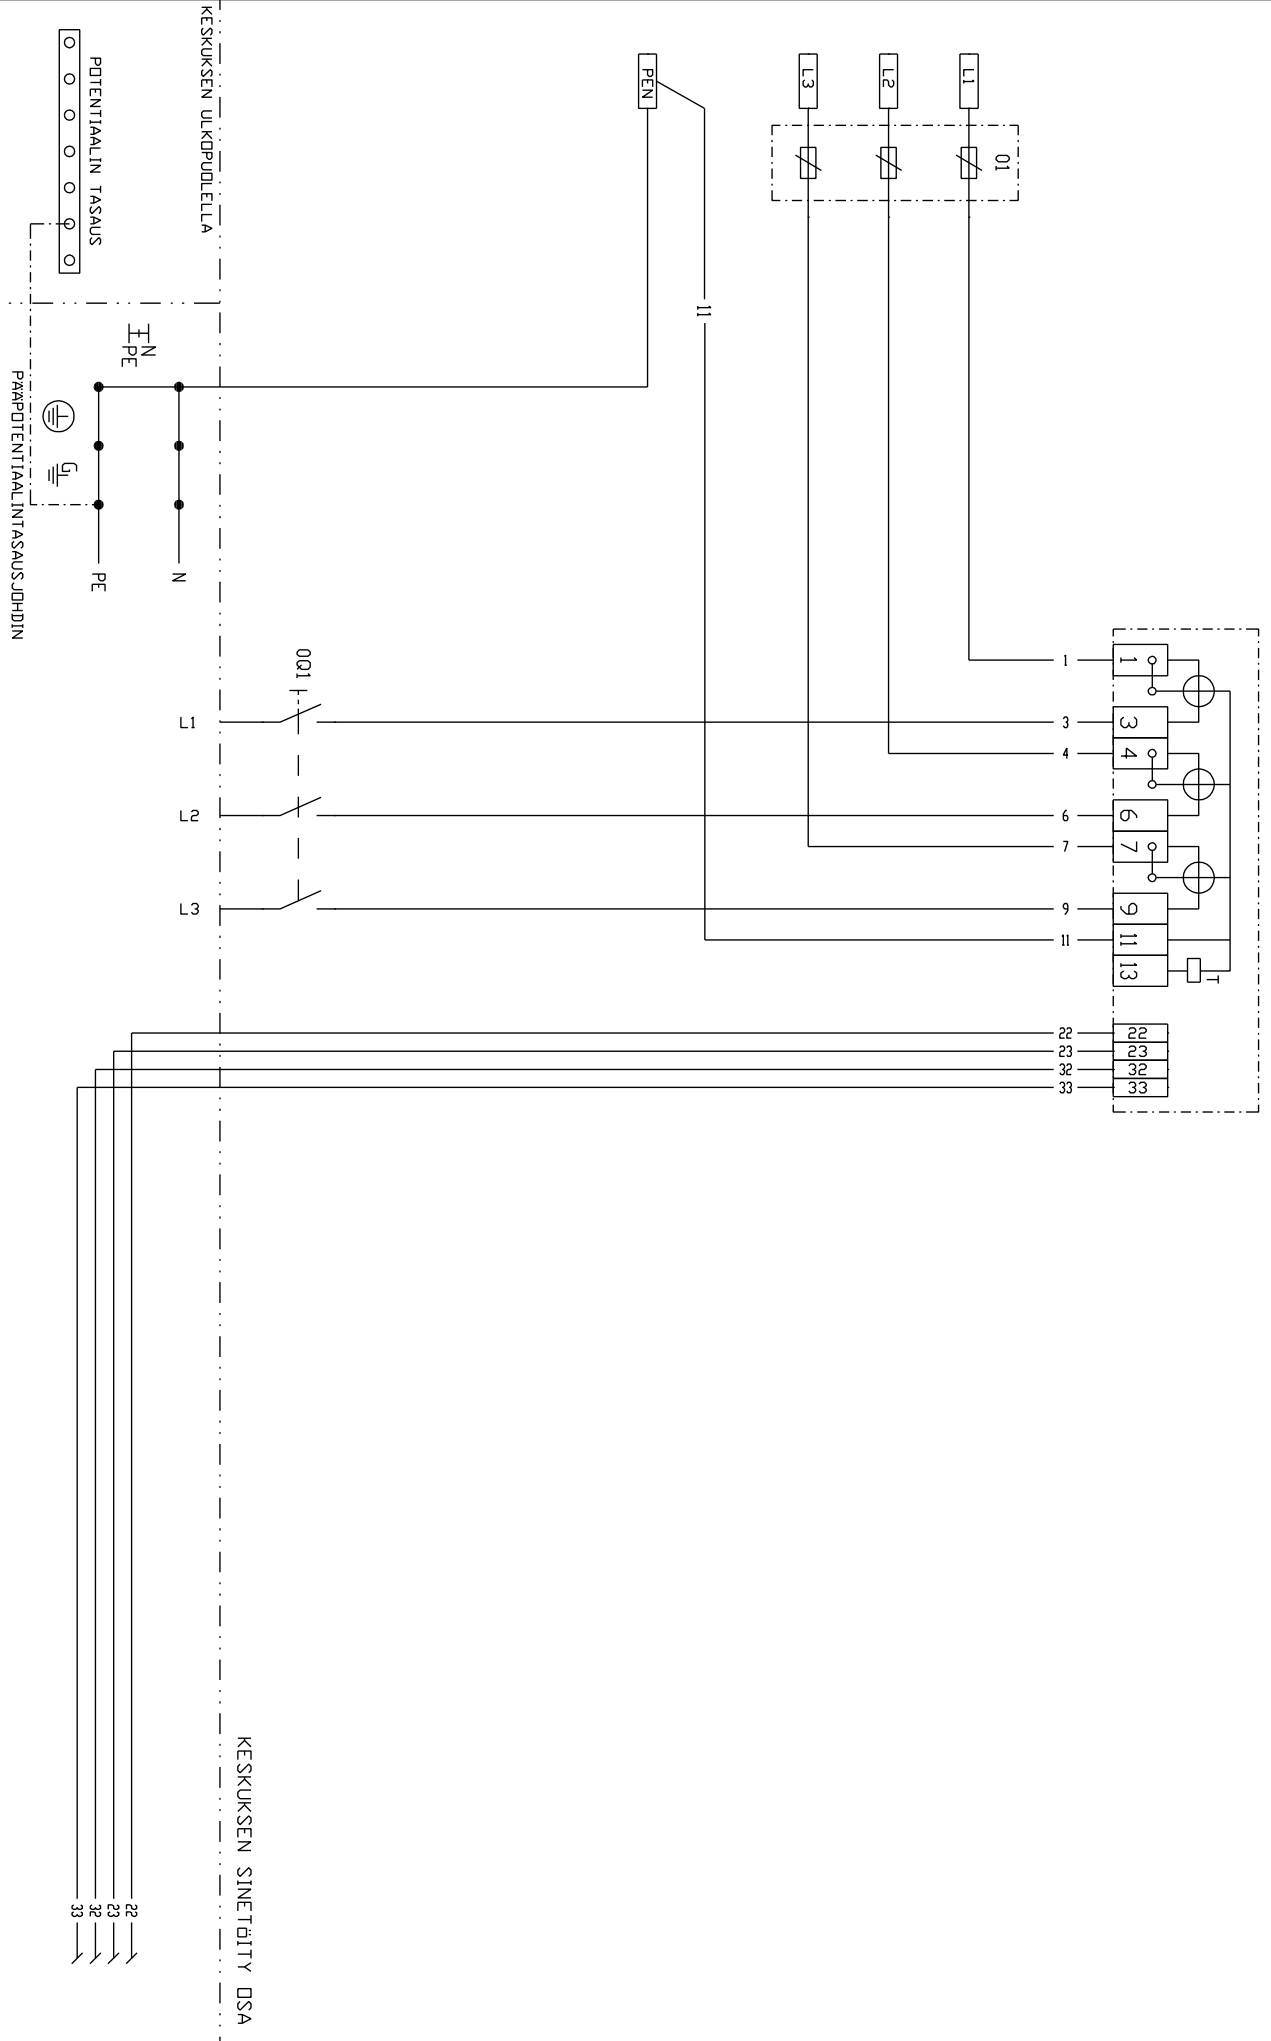 KESKUKSEN ULKOPUOLELLA
POTENTIAALIN TASAUS
PEN
L3
L2
L1
01
11
N
PE
G
PÄÄPOTENTIAALINTASAUSJOHDIN
PE
N
0Q1
L1
L2
L3
1
3
4
6
7
9
11
1
3
4
6
7
9
11
13
T
22
23
32
33
22
23
32
33
KESKUKSEN SINETÖITY OSA
33
32
23
22